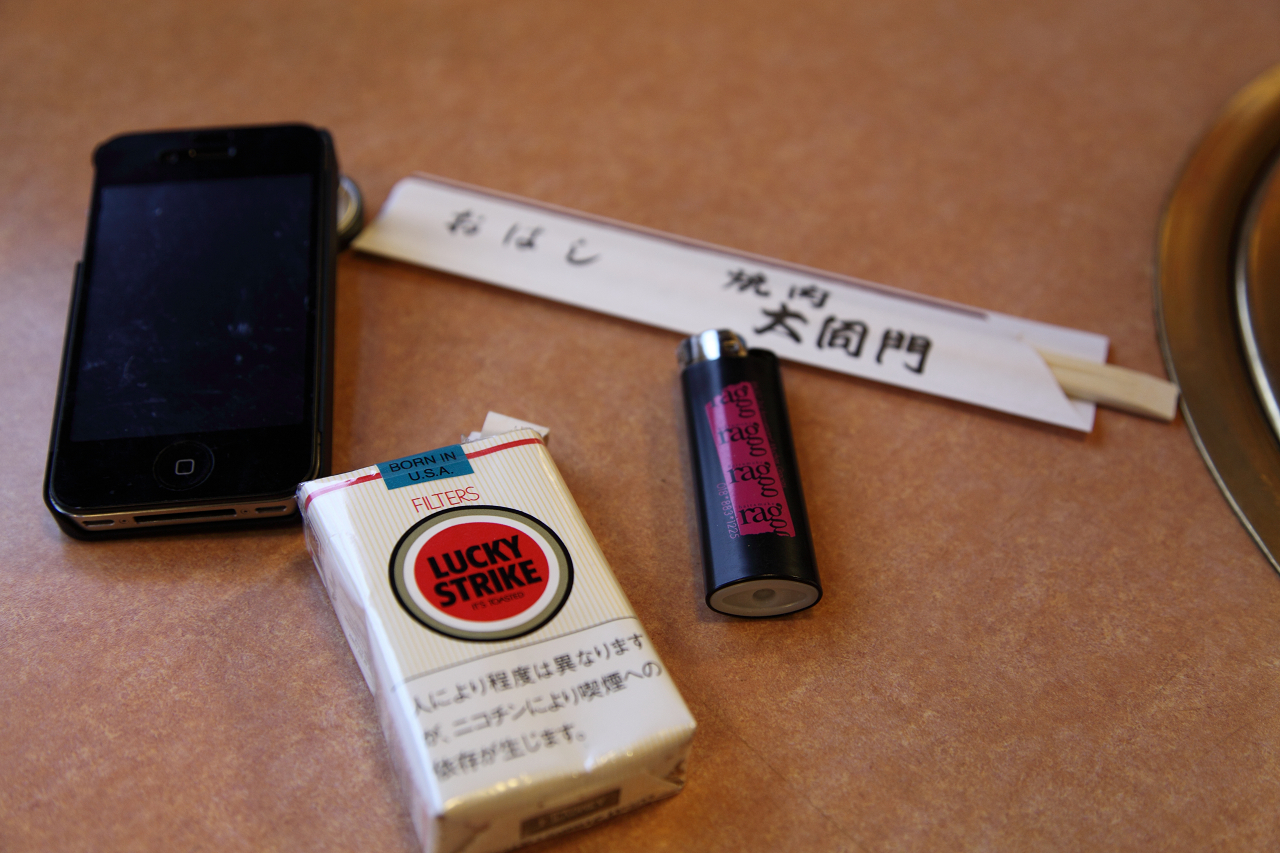 おはし
焼肉
大同門
BORN IN
U.S.A.
FILTERS
LUCKY
STRIKE
IT'S TOASTED
人により程度は異なります
が、ニコチンにより喫煙への
依存が生じます。
rag
rag
rag
rag